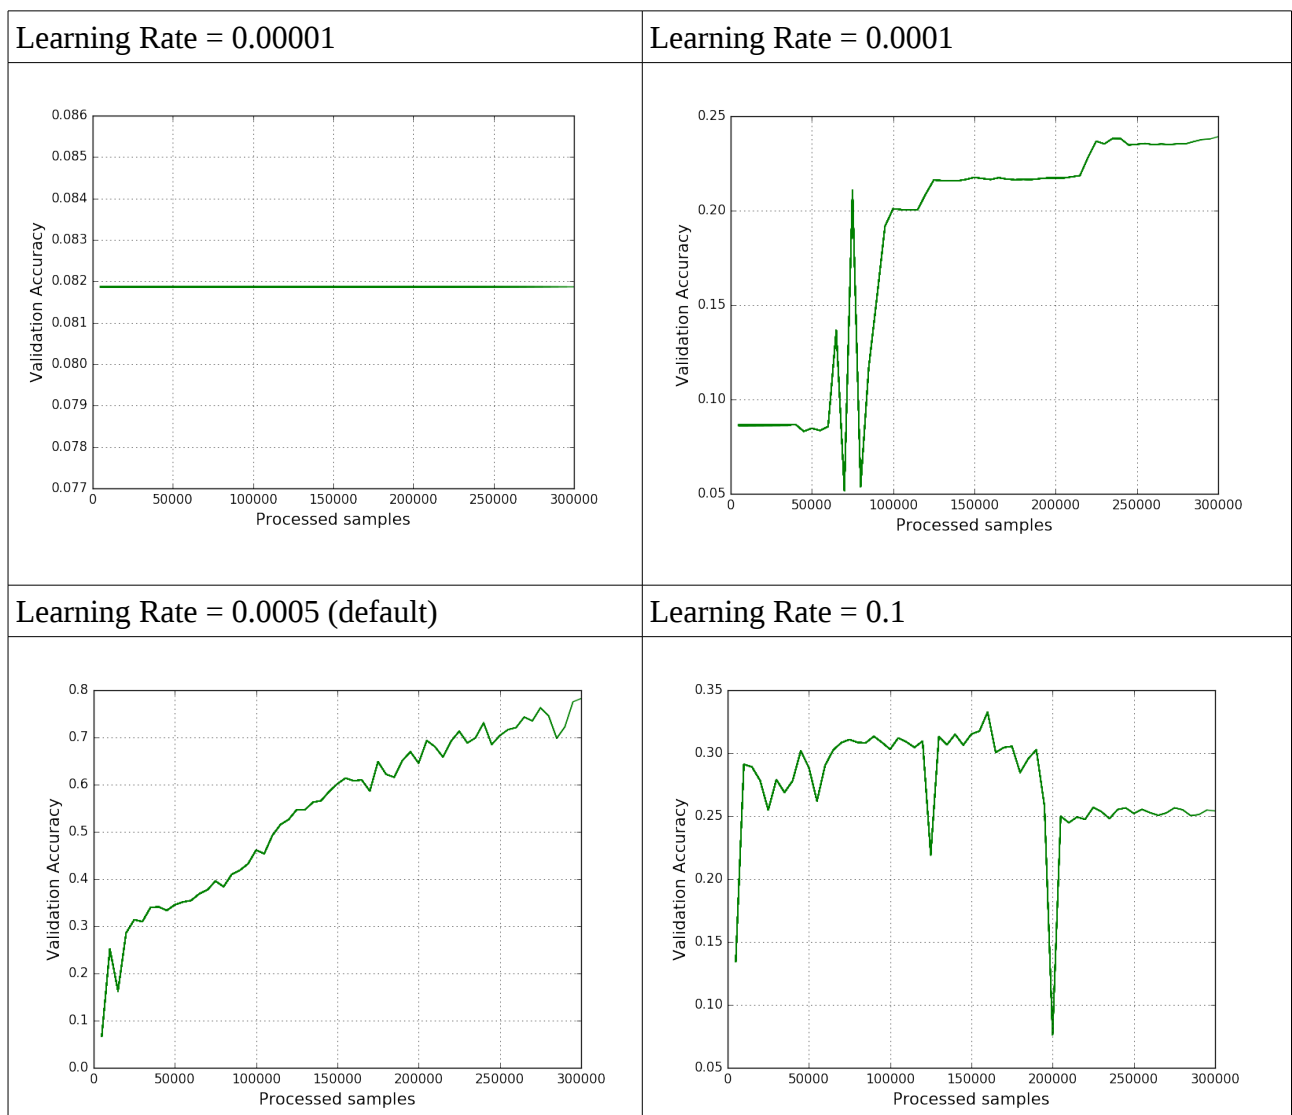 Learning Rate = 0.00001
0.086
0.085
0.084
0.083
0.082
0.081
0.080
0.079
0.078
0.077
0 50000 100000 150000 200000 250000 300000
Processed samples
Validation Accuracy
Learning Rate = 0.0001
0.25
0.20
0.15
0.10
0.05
0 50000 100000 150000 200000 250000 300000
Processed samples
Validation Accuracy
Learning Rate = 0.0005 (default)
0.8
0.7
0.6
0.5
0.4
0.3
0.2
0.1
0.0
0 50000 100000 150000 200000 250000 300000
Processed samples
Validation Accuracy
Learning Rate = 0.1
0.35
0.30
0.25
0.20
0.15
0.10
0.05
0 50000 100000 150000 200000 250000 300000
Processed samples
Validation Accuracy